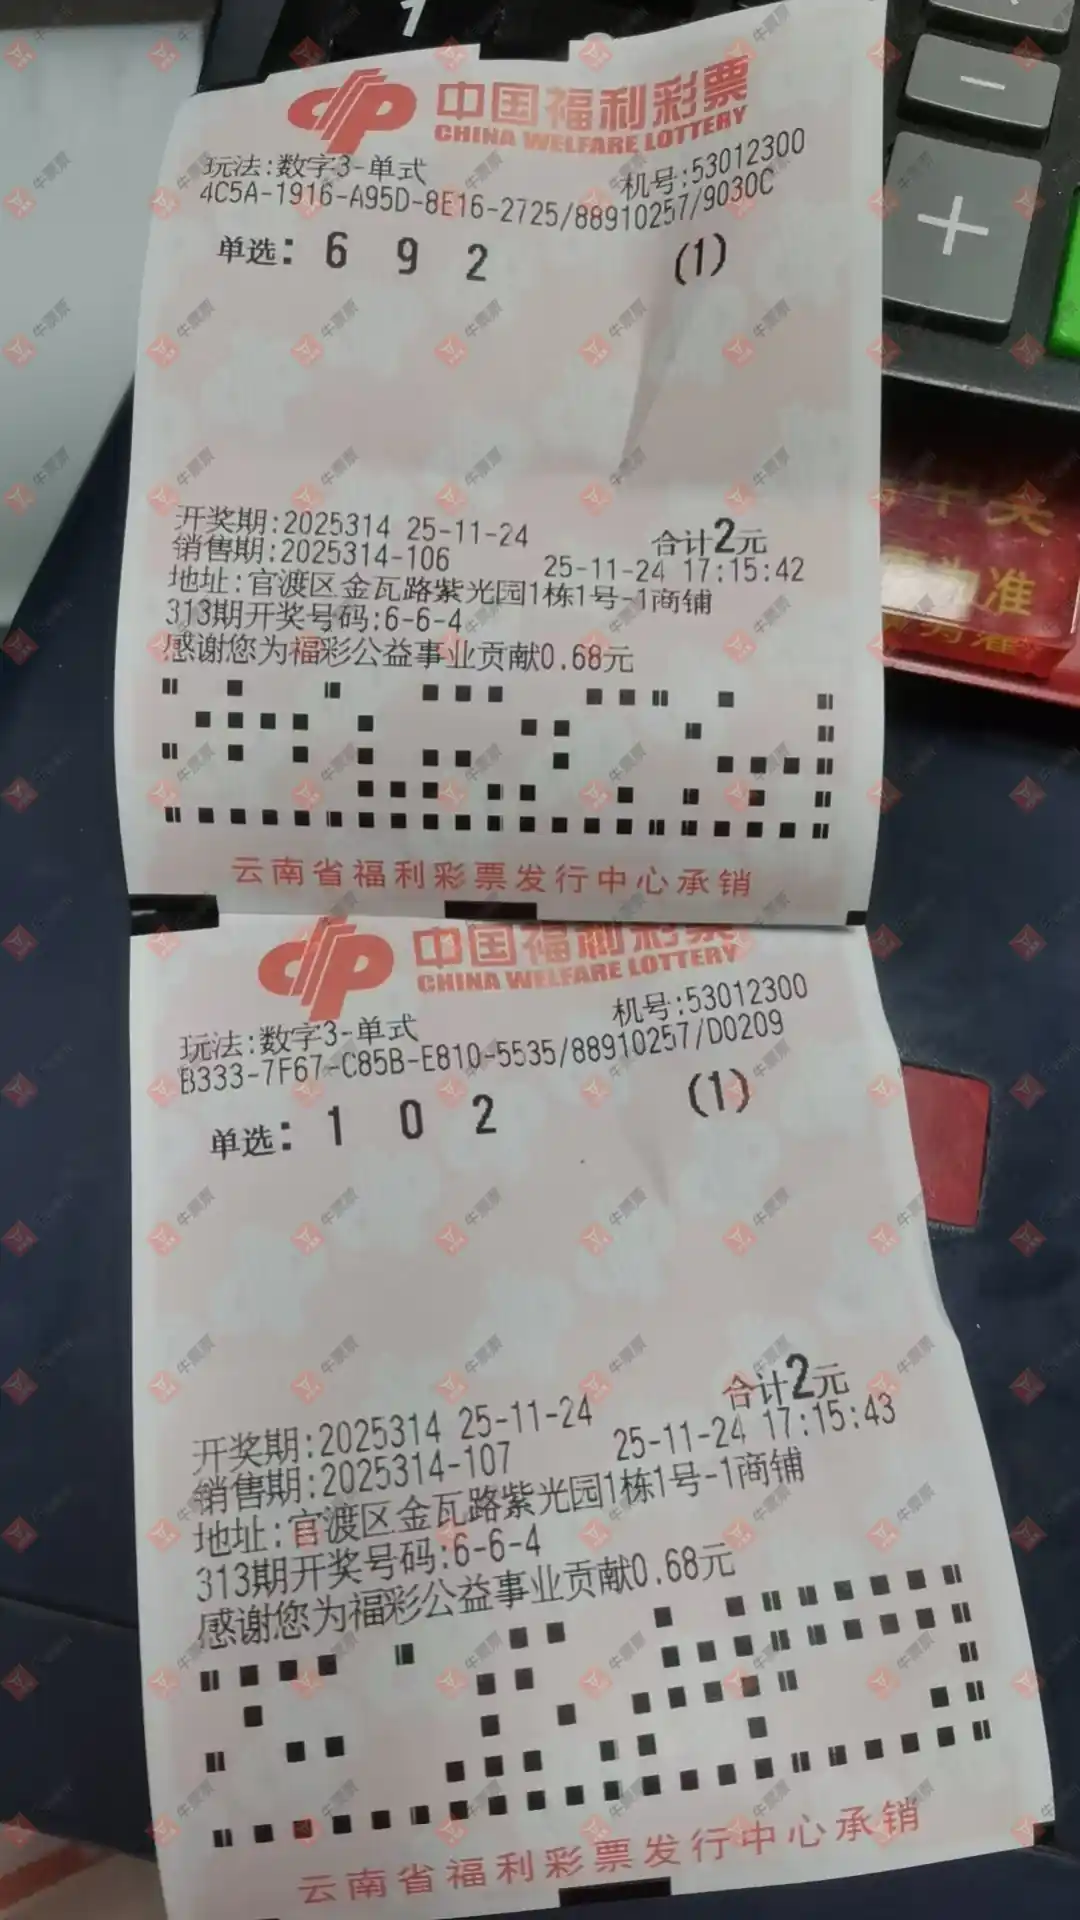 中国福利彩票
CHINA WELFARE LOTTERY
玩法:数字3-单式
机号:53012300
4C5A-1916-A95D-8E16-2725/88910257/9030C
单选: 6 9 2 (1)
开奖期:2025314 25-11-24
合计2元
销售期:2025314-106 25-11-24 17:15:42
地址:官渡区金瓦路紫光园1栋1号-1商铺
313期开奖号码:6-6-4
感谢您为福彩公益事业贡献0.68元
云南省福利彩票发行中心承销
中国福利彩票
CHINA WELFARE LOTTERY
玩法:数字3-单式
机号:53012300
B333-7F67-C85B-E810-5535/88910257/D0209
单选: 1 0 2 (1)
开奖期:2025314 25-11-24
合计2元
销售期:2025314-107 25-11-24 17:15:43
地址:官渡区金瓦路紫光园1栋1号-1商铺
313期开奖号码:6-6-4
感谢您为福彩公益事业贡献0.68元
云南省福利彩票发行中心承销
牛票票